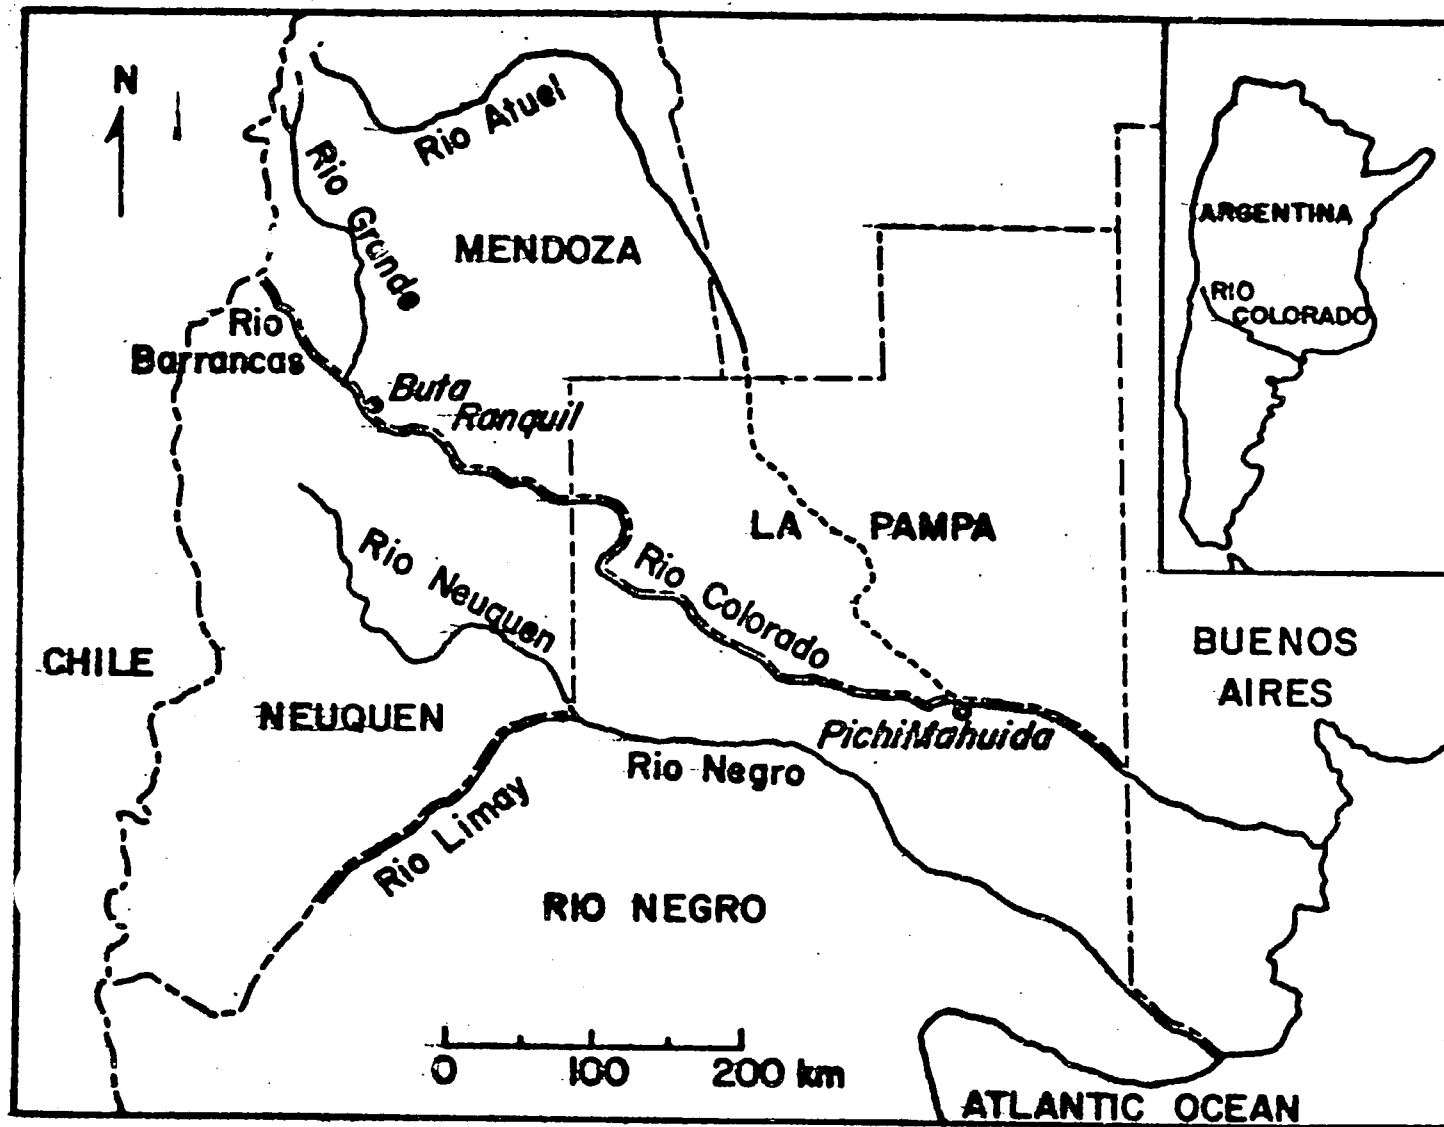 N
Rio Atuel
Rio Grande
MENDOZA
ARGENTINA
RIO
COLORADO
Rio
Barrancas
Buta
Ranquil
LA PAMPA
Rio Neuquen
Rio Colorado
CHILE
BUENOS
AIRES
NEUQUEN
PichiMahuida
Rio Negro
Rio Limay
RIO NEGRO
0 100 200 km
ATLANTIC OCEAN